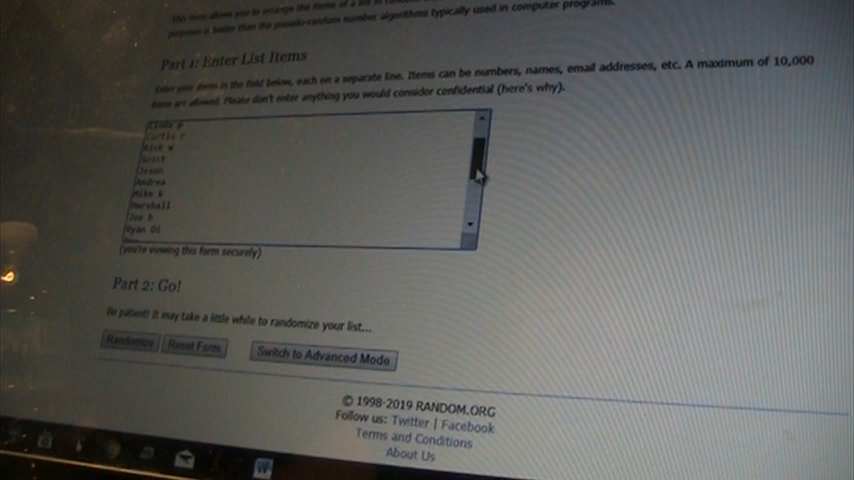 This form allows you to arrange the items of a list in
purposes is better than the pseudo-random number algorithms typically used in computer programs.
Part 1: Enter List Items
Enter your items in the field below, each on a separate line. Items can be numbers, names, email addresses, etc. A maximum of 10,000
items are allowed. Please don't enter anything you would consider confidential (here's why).
Curtis r
Rick w
Scott
Jason
Andrea
Mike k
Marshall
Joe b
Ryan Ol
(you're viewing this form securely)
Part 2: Go!
Be patient! It may take a little while to randomize your list...
Randomize Reset Form Switch to Advanced Mode
© 1998-2019 RANDOM.ORG
Follow us: Twitter | Facebook
Terms and Conditions
About Us